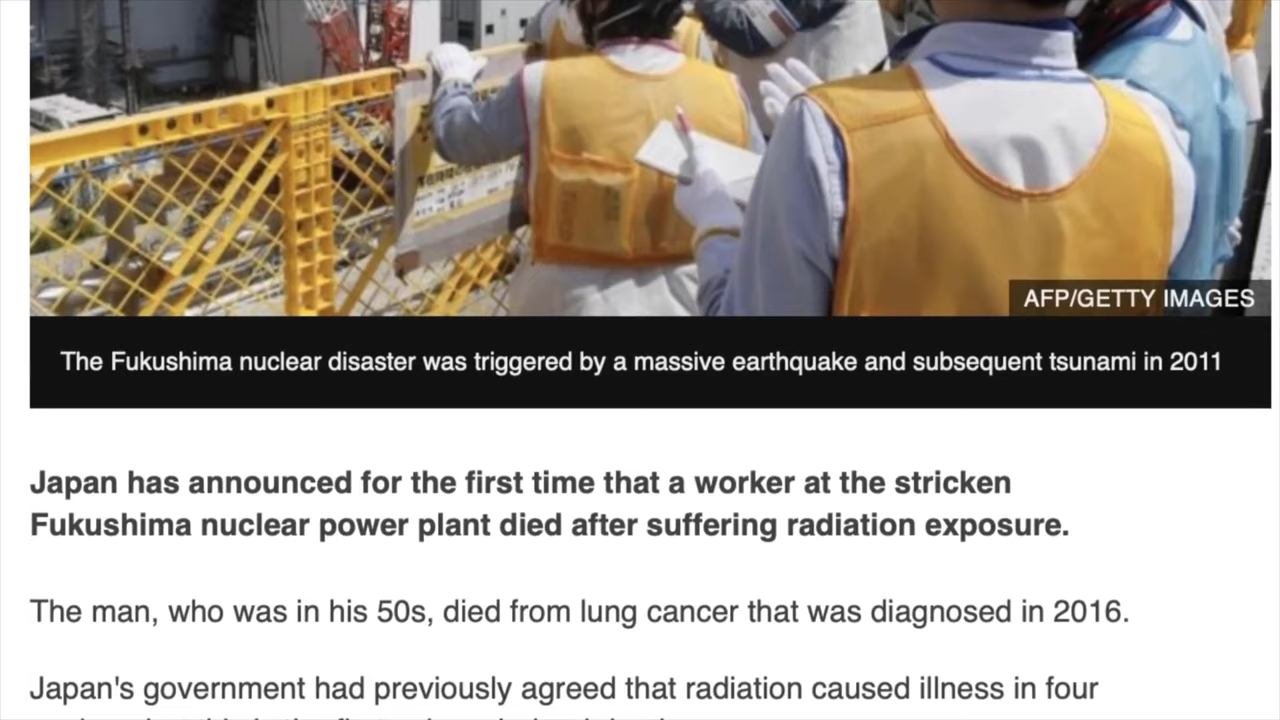 AFP/GETTY IMAGES
The Fukushima nuclear disaster was triggered by a massive earthquake and subsequent tsunami in 2011
Japan has announced for the first time that a worker at the stricken
Fukushima nuclear power plant died after suffering radiation exposure.
The man, who was in his 50s, died from lung cancer that was diagnosed in 2016.
Japan's government had previously agreed that radiation caused illness in four